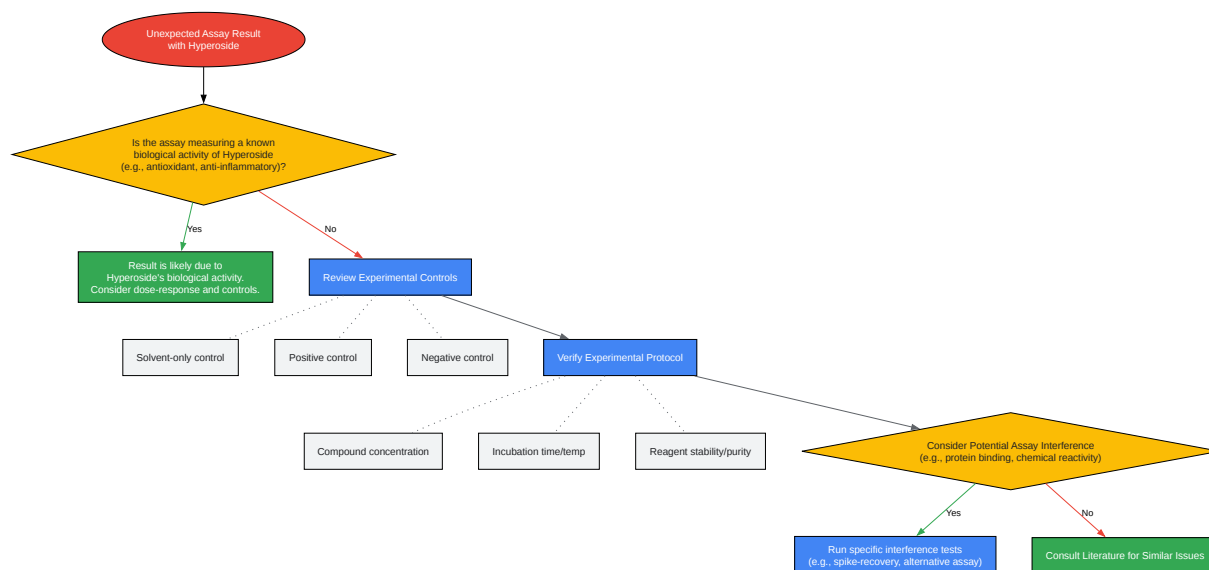 Unexpected Assay Result
with Hyperoside
Is the assay measuring a known
biological activity of Hyperoside
(e.g., antioxidant, anti-inflammatory)?
Yes
No
Result is likely due to
Hyperoside's biological activity.
Consider dose-response and controls.
Review Experimental Controls
Solvent-only control
Positive control
Negative control
Verify Experimental Protocol
Compound concentration
Incubation time/temp
Reagent stability/purity
Consider Potential Assay Interference
(e.g., protein binding, chemical reactivity)
Yes
No
Run specific interference tests
(e.g., spike-recovery, alternative assay)
Consult Literature for Similar Issues